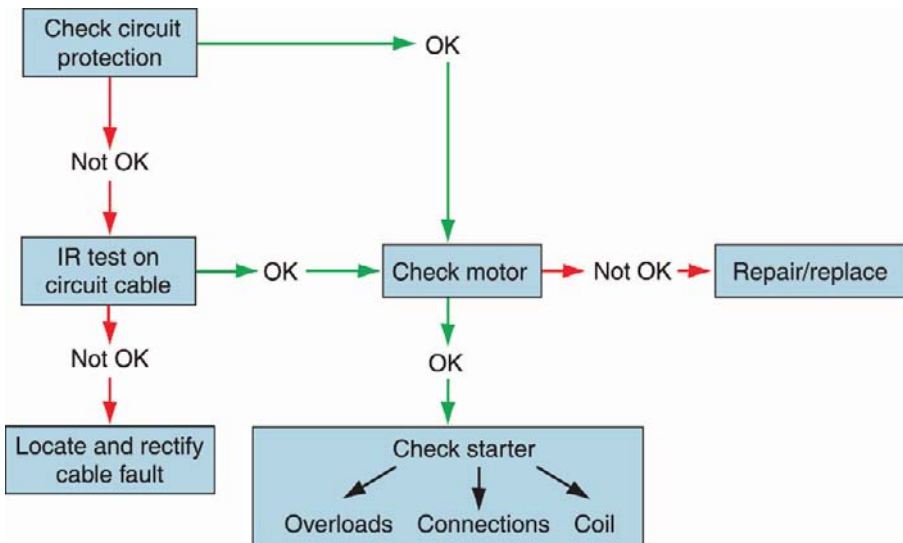 Check circuit
protection
OK
Not OK
IR test on
circuit cable
OK
Check motor
Not OK
Repair/replace
Not OK
OK
Locate and rectify
cable fault
Check starter
Overloads Connections Coil